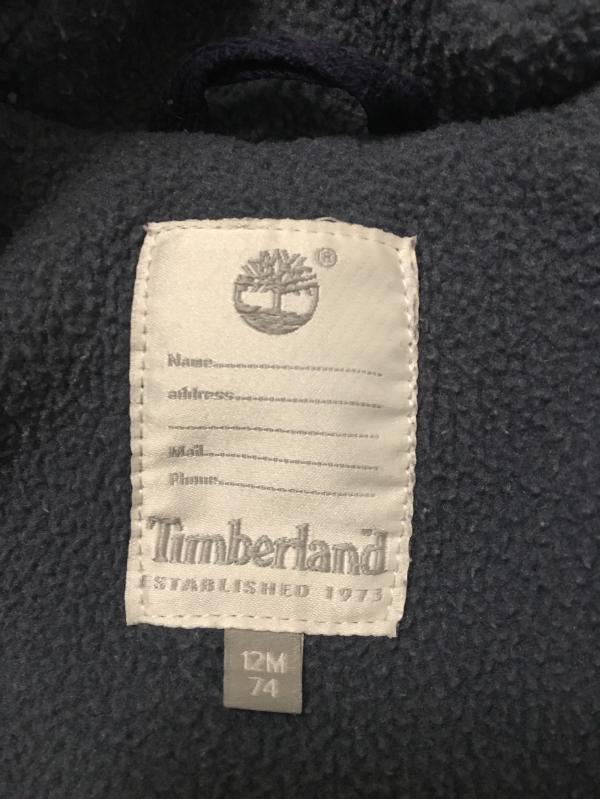 ®
Name
address
Mail
Phone
Timberland
ESTABLISHED 1973
12M
74